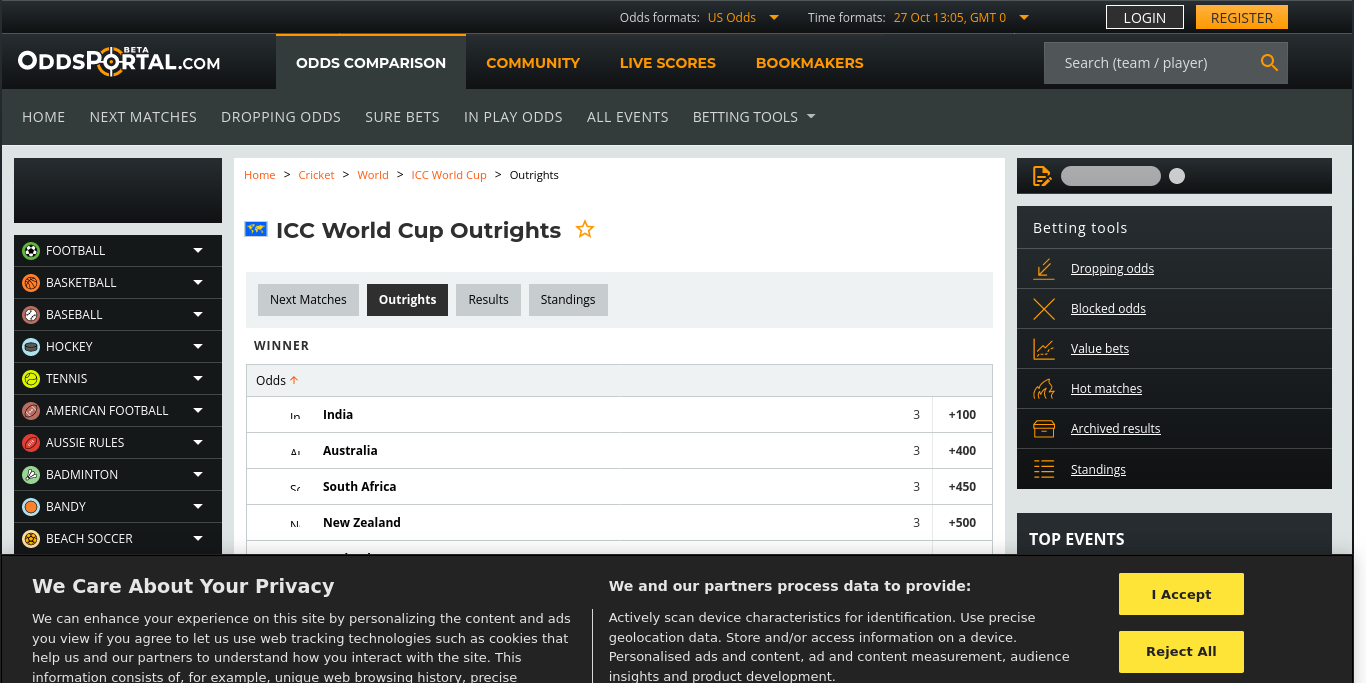 Odds formats: US Odds
Time formats: 27 Oct 13:05, GMT 0
LOGIN
REGISTER
ODDSPORTAL.COM
BETA
ODDS COMPARISON
COMMUNITY
LIVE SCORES
BOOKMAKERS
Search (team / player)
HOME
NEXT MATCHES
DROPPING ODDS
SURE BETS
IN PLAY ODDS
ALL EVENTS
BETTING TOOLS
FOOTBALL
BASKETBALL
BASEBALL
HOCKEY
TENNIS
AMERICAN FOOTBALL
AUSSIE RULES
BADMINTON
BANDY
BEACH SOCCER
Home > Cricket > World > ICC World Cup > Outrights
ICC World Cup Outrights
Next Matches
Outrights
Results
Standings
WINNER
Odds
India 3 +100
Australia 3 +400
South Africa 3 +450
New Zealand 3 +500
Betting tools
Dropping odds
Blocked odds
Value bets
Hot matches
Archived results
Standings
TOP EVENTS
We Care About Your Privacy
We can enhance your experience on this site by personalizing the content and ads
you view if you agree to let us use web tracking technologies such as cookies that
help us and our partners to understand how you interact with the site. This
information consists of, for example, unique web browsing history, precise
We and our partners process data to provide:
Actively scan device characteristics for identification. Use precise
geolocation data. Store and/or access information on a device.
Personalised ads and content, ad and content measurement, audience
insights and product development.
I Accept
Reject All